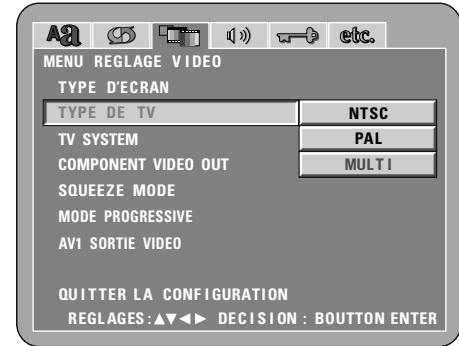 Aa etc.
MENU REGLAGE VIDEO
TYPE D'ECRAN
TYPE DE TV NTSC
TV SYSTEM PAL
COMPONENT VIDEO OUT MULTI
SQUEEZE MODE
MODE PROGRESSIVE
AV1 SORTIE VIDEO
QUITTER LA CONFIGURATION
REGLAGES:▲▼◄► DECISION : BOUTTON ENTER